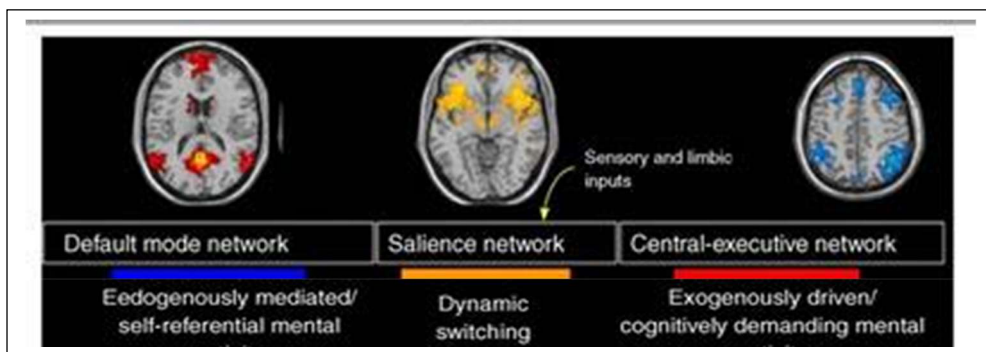 Sensory and limbic
inputs
Default mode network
Salience network
Central-executive network
Eedogenously mediated/
self-referential mental
Dynamic
switching
Exogenously driven/
cognitively demanding mental